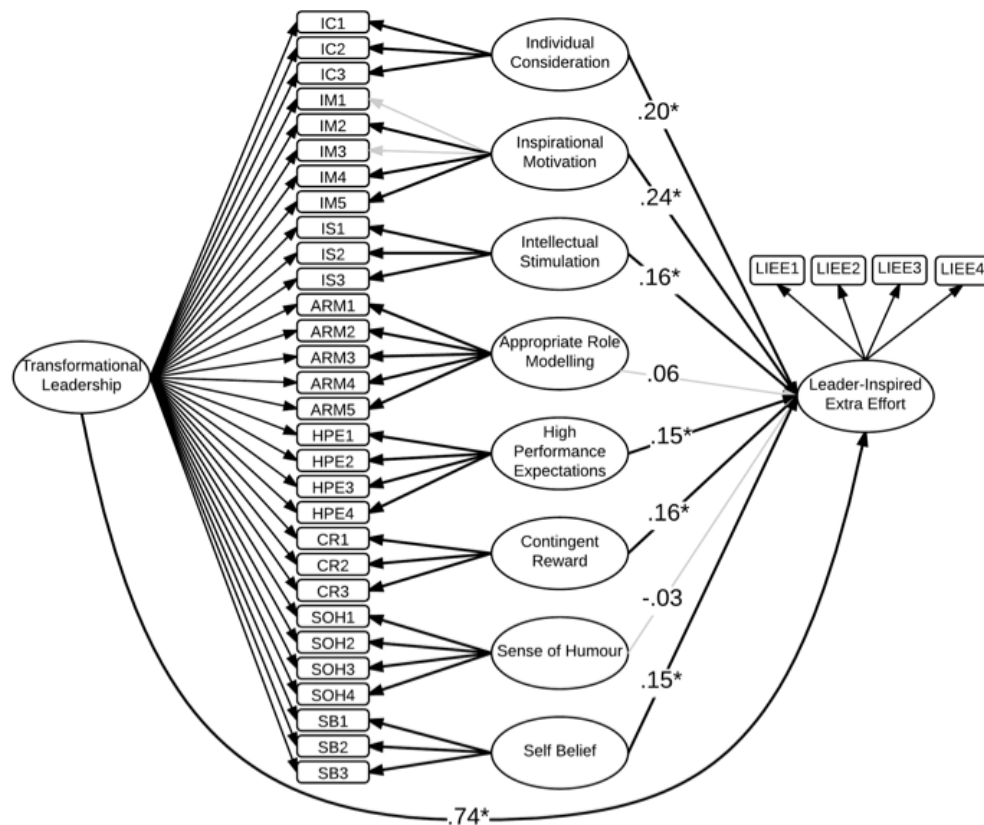 IC1
IC2
IC3
IM1
IM2
IM3
IM4
IM5
IS1
IS2
IS3
ARM1
ARM2
ARM3
ARM4
ARM5
HPE1
HPE2
HPE3
HPE4
CR1
CR2
CR3
SOH1
SOH2
SOH3
SOH4
SB1
SB2
SB3
Transformational
Leadership
Individual
Consideration
Inspirational
Motivation
Intellectual
Stimulation
Appropriate Role
Modelling
High
Performance
Expectations
Contingent
Reward
Sense of Humour
Self Belief
.20*
.24*
.16*
.06
.15*
.16*
-.03
.15*
.74*
LIEE1
LIEE2
LIEE3
LIEE4
Leader-Inspired
Extra Effort